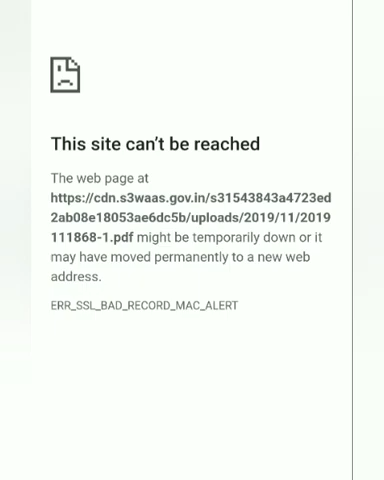 This site can't be reached
The web page at
https://cdn.s3waas.gov.in/s31543843a4723ed
2ab08e18053ae6dc5b/uploads/2019/11/2019
111868-1.pdf might be temporarily down or it
may have moved permanently to a new web
address.
ERR_SSL_BAD_RECORD_MAC_ALERT